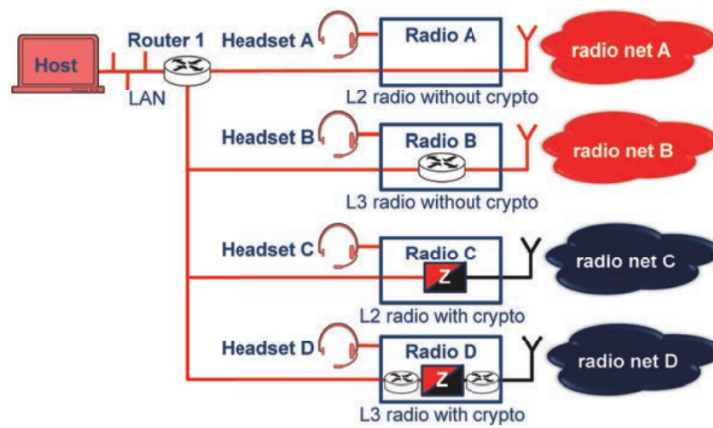 Router 1
Host
LAN
Headset A
Radio A
radio net A
L2 radio without crypto
Headset B
Radio B
radio net B
L3 radio without crypto
Headset C
Radio C
Z
radio net C
L2 radio with crypto
Headset D
Radio D
Z
radio net D
L3 radio with crypto